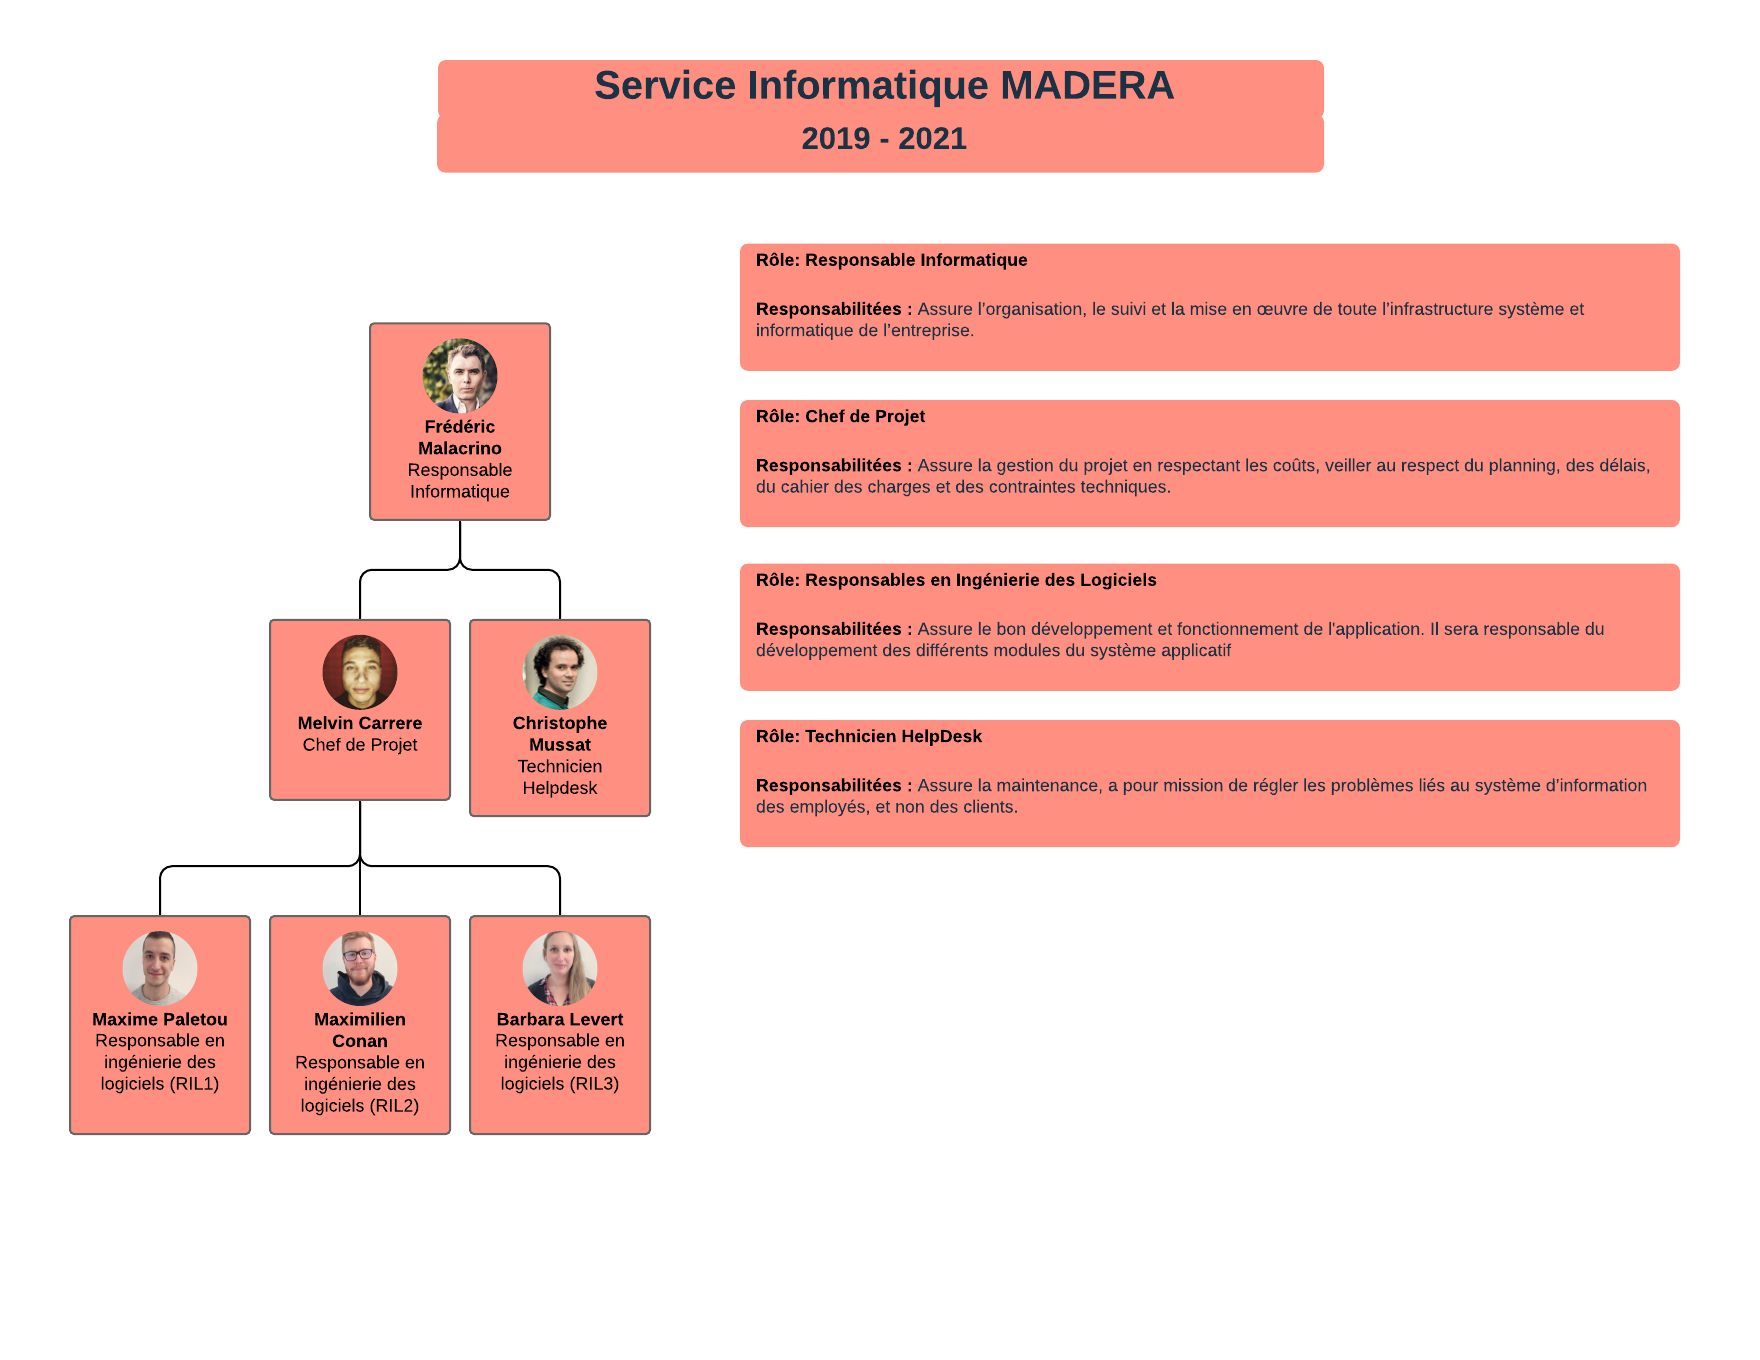 Service Informatique MADERA
2019 - 2021
Frédéric
Malacrino
Responsable
Informatique
Melvin Carrere
Chef de Projet
Christophe
Mussat
Technicien
Helpdesk
Maxime Paletou
Responsable en
ingénierie des
logiciels (RIL1)
Maximilien
Conan
Responsable en
ingénierie des
logiciels (RIL2)
Barbara Levert
Responsable en
ingénierie des
logiciels (RIL3)
Rôle: Responsable Informatique
Responsabilitées : Assure l’organisation, le suivi et la mise en œuvre de toute l’infrastructure système et
informatique de l’entreprise.
Rôle: Chef de Projet
Responsabilitées : Assure la gestion du projet en respectant les coûts, veiller au respect du planning, des délais,
du cahier des charges et des contraintes techniques.
Rôle: Responsables en Ingénierie des Logiciels
Responsabilitées : Assure le bon développement et fonctionnement de l'application. Il sera responsable du
développement des différents modules du système applicatif
Rôle: Technicien HelpDesk
Responsabilitées : Assure la maintenance, a pour mission de régler les problèmes liés au système d’information
des employés, et non des clients.